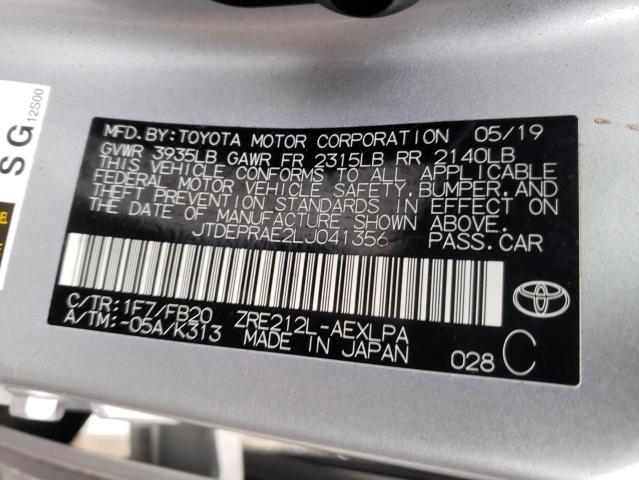 SG
12S00
MFD.BY:TOYOTA MOTOR CORPORATION 05/19
GVWR 3935LB GAWR FR 2315LB RR 2140LB
THIS VEHICLE CONFORMS TO ALL APPLICABLE
FEDERAL MOTOR VEHICLE SAFETY,BUMPER,AND
THEFT PREVENTION STANDARDS IN EFFECT ON
THE DATE OF MANUFACTURE SHOWN ABOVE.
JTDEPRAE2LJ041356 PASS.CAR
C/TR:1F7/FB20 ZRE212L-AEXLPA
A/TM:-05A/K313 MADE IN JAPAN
028 C